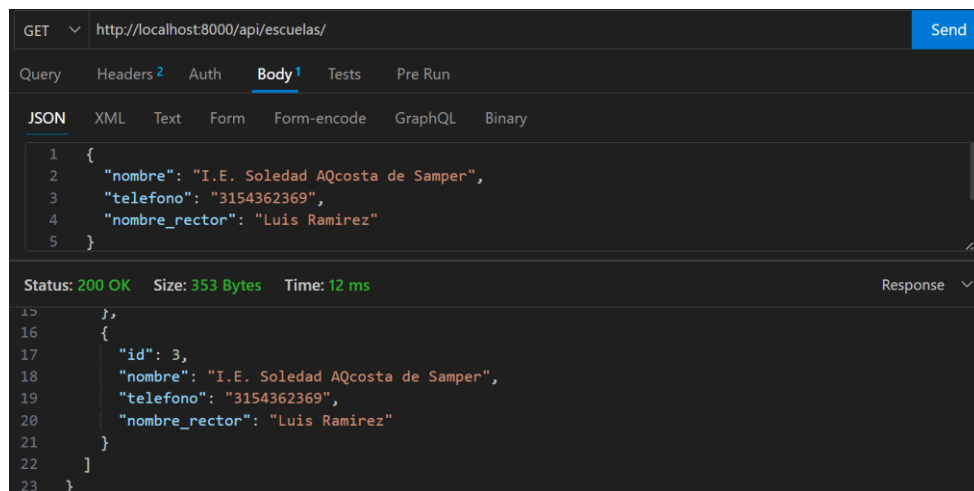 GET http://localhost:8000/api/escuelas/ Send
Query Headers 2 Auth Body 1 Tests Pre Run
JSON XML Text Form Form-encode GraphQL Binary
1 {
2 "nombre": "I.E. Soledad AQcosta de Samper",
3 "telefono": "3154362369",
4 "nombre_rector": "Luis Ramirez"
5 }
Status: 200 OK Size: 353 Bytes Time: 12 ms Response
15 },
16 {
17 "id": 3,
18 "nombre": "I.E. Soledad AQcosta de Samper",
19 "telefono": "3154362369",
20 "nombre_rector": "Luis Ramirez"
21 }
22 ]
23 }